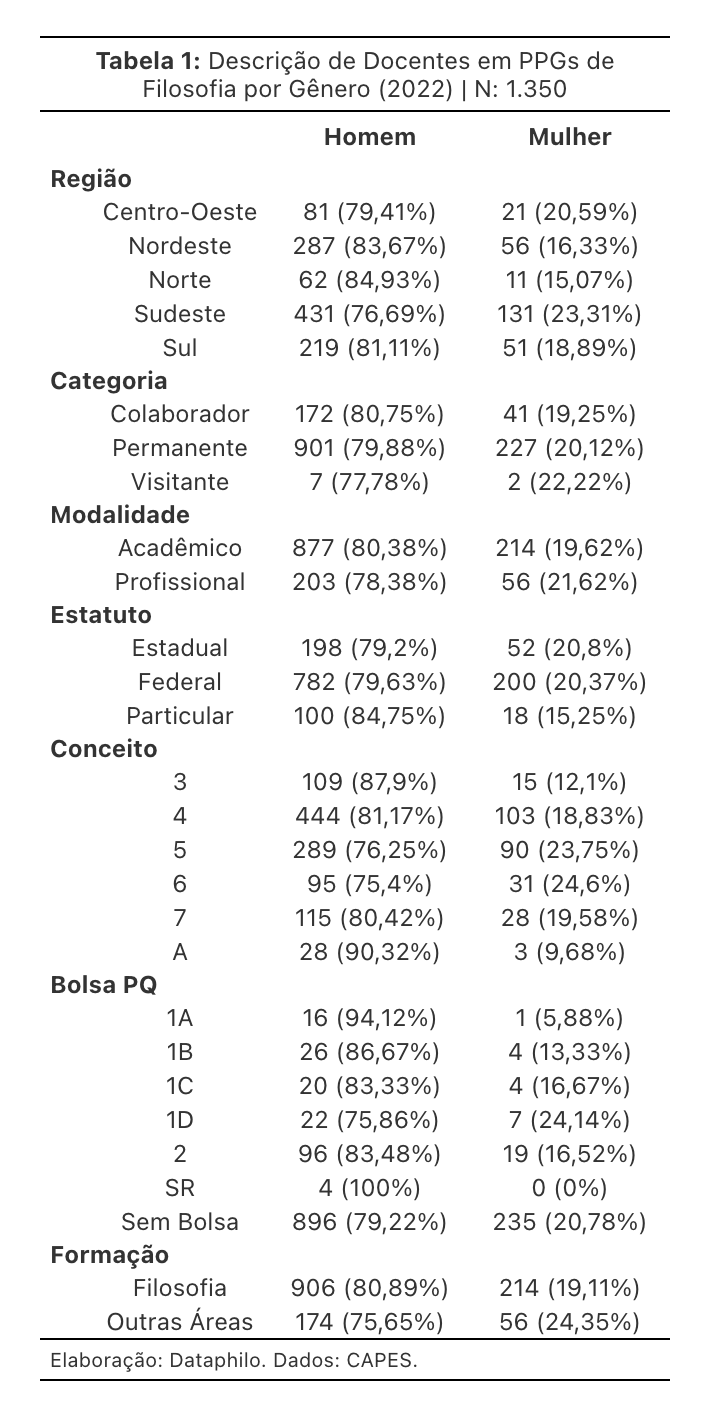 Tabela 1: Descrição de Docentes em PPGs de
Filosofia por Gênero (2022) | N: 1.350
Homem Mulher
Região
Centro-Oeste 81 (79,41%) 21 (20,59%)
Nordeste 287 (83,67%) 56 (16,33%)
Norte 62 (84,93%) 11 (15,07%)
Sudeste 431 (76,69%) 131 (23,31%)
Sul 219 (81,11%) 51 (18,89%)
Categoria
Colaborador 172 (80,75%) 41 (19,25%)
Permanente 901 (79,88%) 227 (20,12%)
Visitante 7 (77,78%) 2 (22,22%)
Modalidade
Acadêmico 877 (80,38%) 214 (19,62%)
Profissional 203 (78,38%) 56 (21,62%)
Estatuto
Estadual 198 (79,2%) 52 (20,8%)
Federal 782 (79,63%) 200 (20,37%)
Particular 100 (84,75%) 18 (15,25%)
Conceito
3 109 (87,9%) 15 (12,1%)
4 444 (81,17%) 103 (18,83%)
5 289 (76,25%) 90 (23,75%)
6 95 (75,4%) 31 (24,6%)
7 115 (80,42%) 28 (19,58%)
A 28 (90,32%) 3 (9,68%)
Bolsa PQ
1A 16 (94,12%) 1 (5,88%)
1B 26 (86,67%) 4 (13,33%)
1C 20 (83,33%) 4 (16,67%)
1D 22 (75,86%) 7 (24,14%)
2 96 (83,48%) 19 (16,52%)
SR 4 (100%) 0 (0%)
Sem Bolsa 896 (79,22%) 235 (20,78%)
Formação
Filosofia 906 (80,89%) 214 (19,11%)
Outras Áreas 174 (75,65%) 56 (24,35%)
Elaboração: Dataphilo. Dados: CAPES.